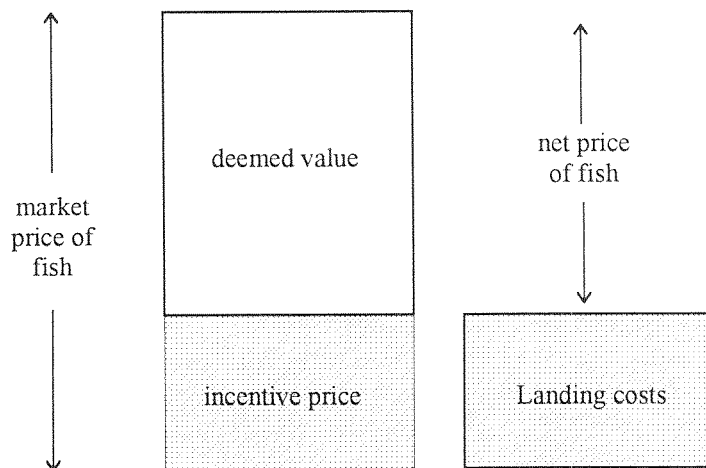 market
price of
fish
deemed value
incentive price
net price
of fish
Landing costs